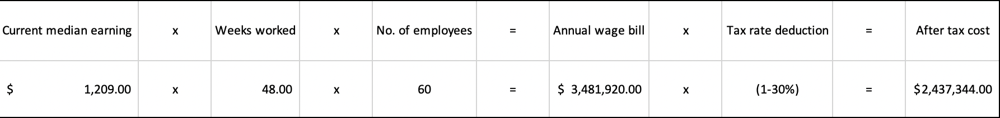 Current median earning x Weeks worked x No. of employees = Annual wage bill x Tax rate deduction = After tax cost
$ 1,209.00 x 48.00 x 60 = $ 3,481,920.00 x (1-30%) = $2,437,344.00